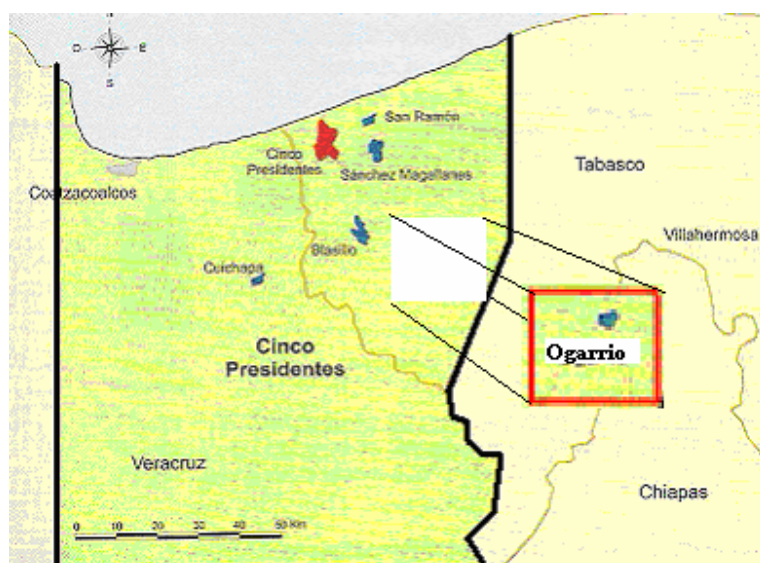 O
E
S
San Ramón
Cinco
Presidentes
Sánchez Magallanes
Tabasco
Coatzacoalcos
Villahermosa
Blasillo
Cuichapa
Ogarrio
Cinco
Presidentes
Veracruz
Chiapas
0 10 20 30 40 50 Km